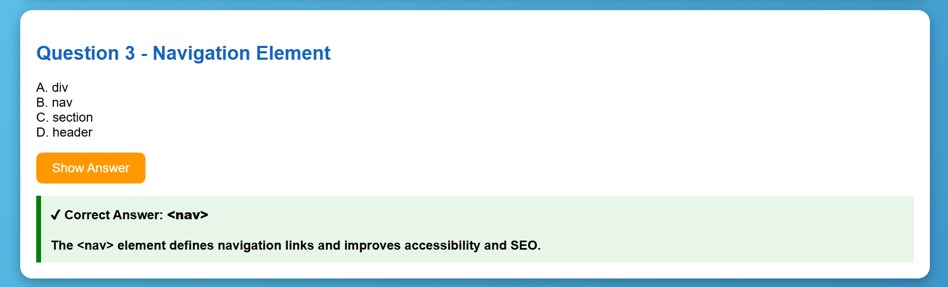 Question 3 - Navigation Element
A. div
B. nav
C. section
D. header
Show Answer
✓ Correct Answer: <nav>
The <nav> element defines navigation links and improves accessibility and SEO.